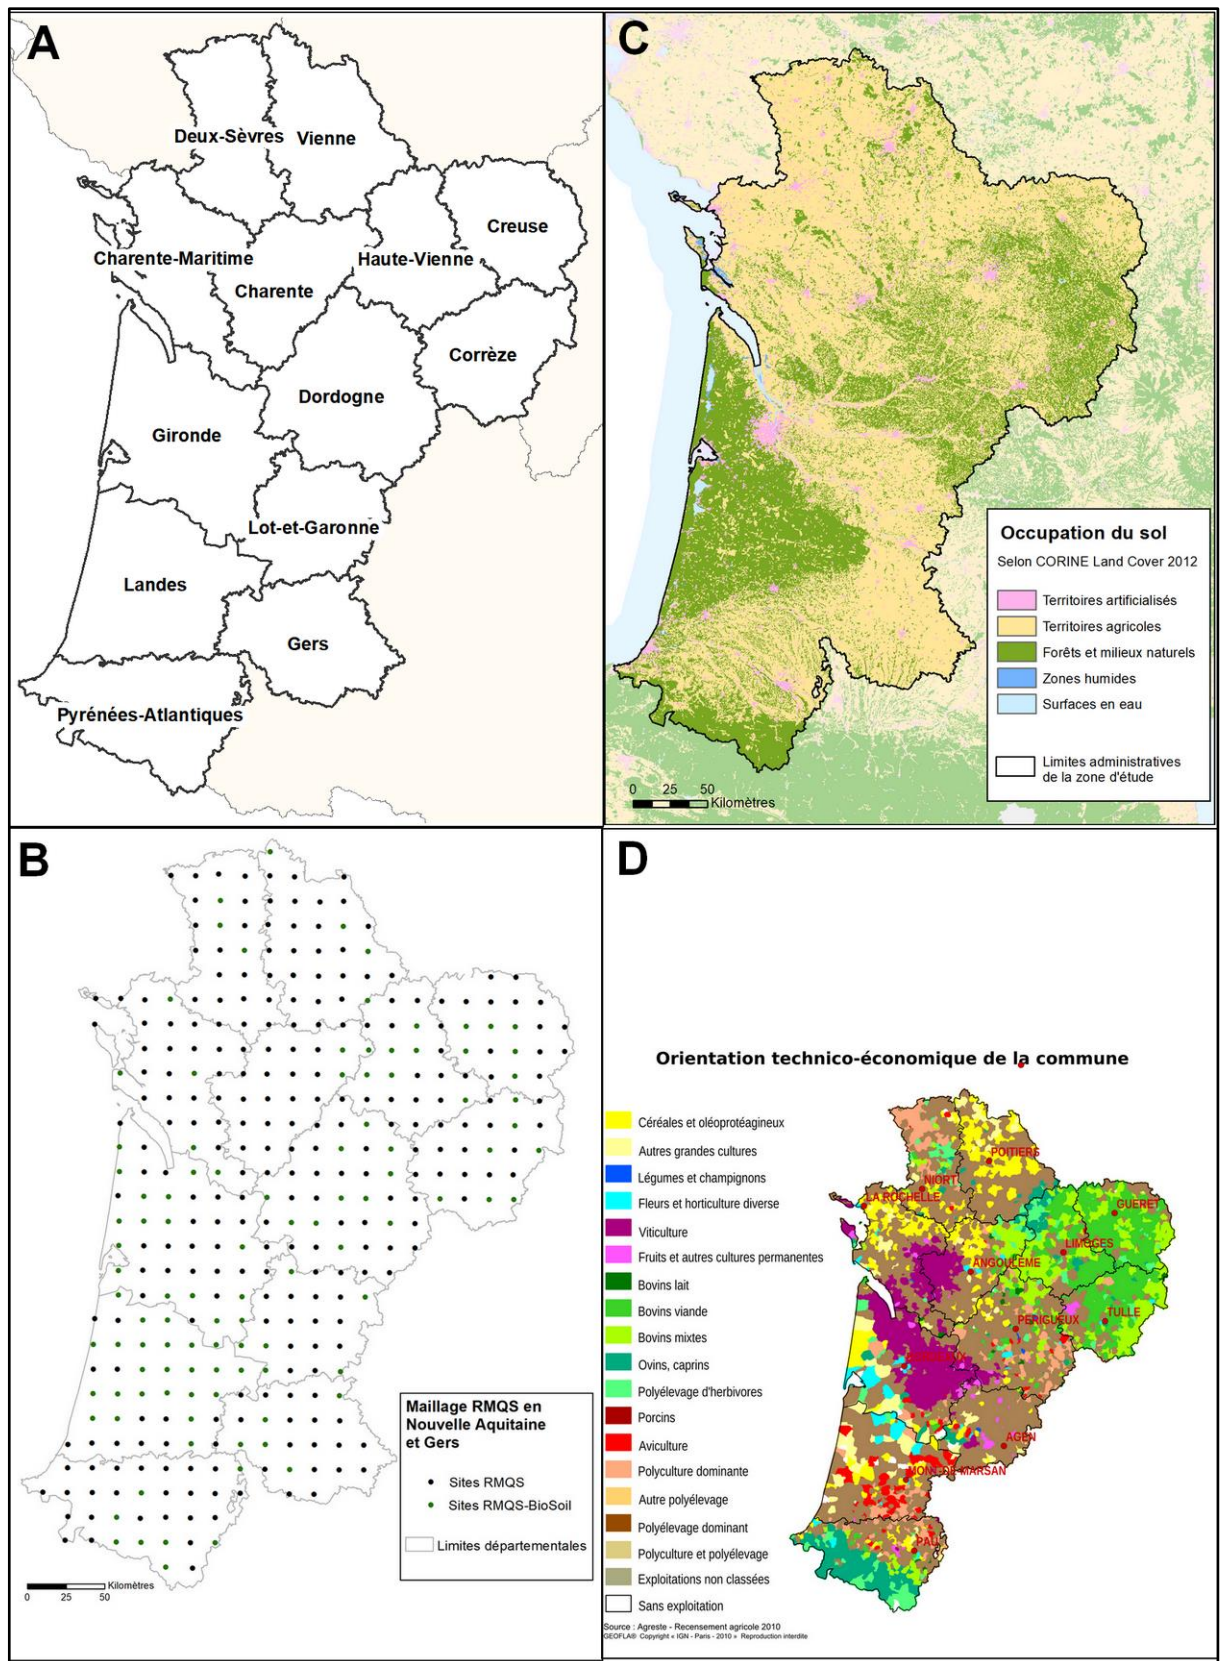 A
Deux-Sèvres
Vienne
Creuse
Charente-Maritime
Haute-Vienne
Charente
Corrèze
Dordogne
Gironde
Lot-et-Garonne
Landes
Gers
Pyrénées-Atlantiques
C
Occupation du sol
Selon CORINE Land Cover 2012
Territoires artificialisés
Territoires agricoles
Forêts et milieux naturels
Zones humides
Surfaces en eau
Limites administratives
de la zone d'étude
0 25 50
Kilomètres
B
Maillage RMQS en
Nouvelle Aquitaine
et Gers
Sites RMQS
Sites RMQS-BioSoil
Limites départementales
Kilomètres
0 25 50
D
Orientation technico-économique de la commune
Céréales et oléoprotéagineux
Autres grandes cultures
Légumes et champignons
Fleurs et horticulture diverse
Viticulture
Fruits et autres cultures permanentes
Bovins lait
Bovins viande
Bovins mixtes
Ovins, caprins
Polyélevage d'herbivores
Porcins
Aviculture
Polyculture dominante
Autre polyélevage
Polyélevage dominant
Polyculture et polyélevage
Exploitations non classées
Sans exploitation
POITIERS
NIORT
LA ROCHELLE
GUERET
LIMOGES
ANGOULEME
TULLE
PERIGUEUX
AGEN
MONT-DE-MARSAN
PAU
Source : Agreste - Recensement agricole 2010
GEOFLA® Copyright « IGN - Paris - 2010 » Reproduction interdite